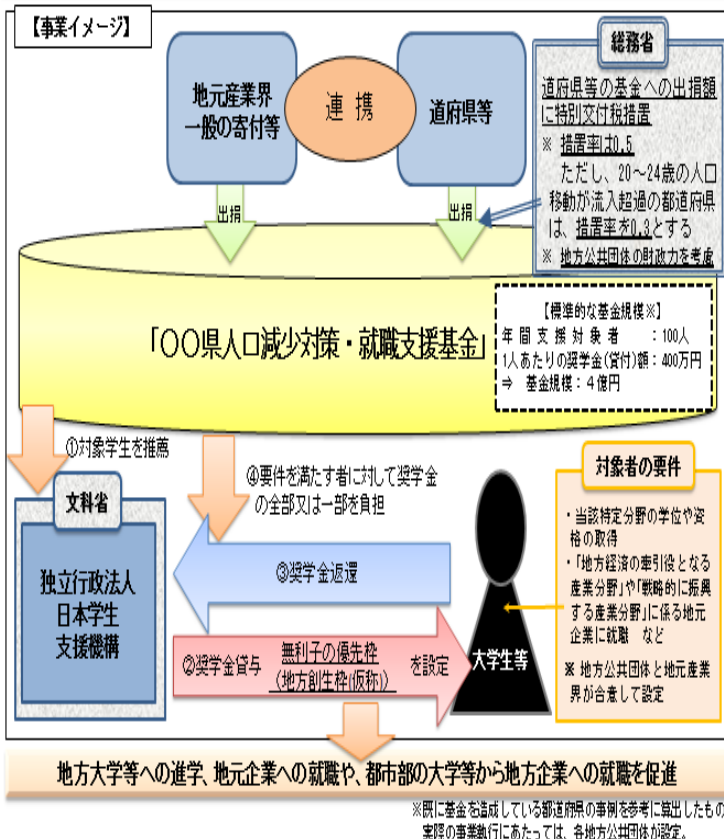 【事業イメージ】
地元産業界
一般の寄付等
連携
道府県等
総務省
道府県等の基金への出捐額
に特別交付税措置
※ 措置率は0.5
ただし、20～24歳の人口
移動が流入超過の都道府県
は、措置率を0.3とする
※ 地方公共団体の財政力を考慮
出捐
出捐
「〇〇県人口減少対策・就職支援基金」
【標準的な基金規模※】
年間支援対象者 ：100人
1人あたりの奨学金(貸付)額：400万円
⇒ 基金規模：４億円
①対象学生を推薦
④要件を満たす者に対して奨学金
の全部又は一部を負担
文科省
独立行政法人
日本学生
支援機構
③奨学金返還
②奨学金貸与 無利子の優先枠
（地方創生枠(仮称)） を設定
大学生等
対象者の要件
・当該特定分野の学位や資
格の取得
・「地方経済の牽引役となる
産業分野」や「戦略的に振興
する産業分野」に係る地元
企業に就職 など
※ 地方公共団体と地元産業
界が合意して設定
地方大学等への進学、地元企業への就職や、都市部の大学等から地方企業への就職を促進
※既に基金を造成している都道府県の事例を参考に算出したもの
実際の事業執行にあたっては、各地方公共団体が設定。